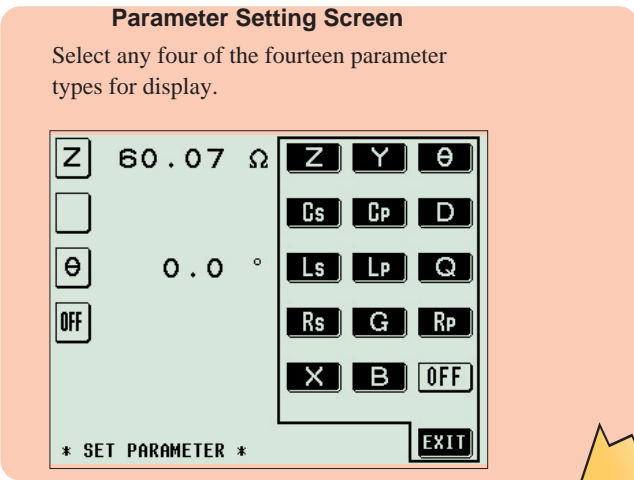 Parameter Setting Screen
Select any four of the fourteen parameter
types for display.
Z 60.07 Ω Z Y θ
Cs Cp D
θ 0.0 ° Ls Lp Q
OFF Rs G Rp
X B OFF
* SET PARAMETER * EXIT